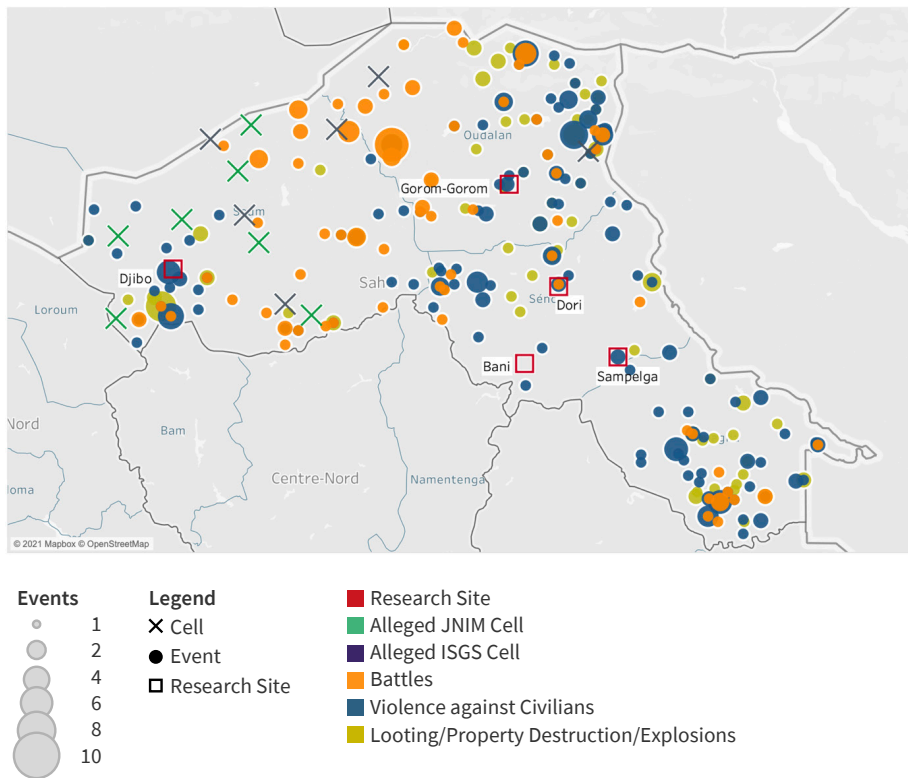 Oudalan
Gorom-Gorom
Soum
Djibo
Sah
Loroum
Séno
Dori
Bani
Sampelga
Nord
Bam
Centre-Nord
Namentenga
© 2021 Mapbox © OpenStreetMap
Events
1
2
4
6
8
10
Legend
Cell
Event
Research Site
Research Site
Alleged JNIM Cell
Alleged ISGS Cell
Battles
Violence against Civilians
Looting/Property Destruction/Explosions